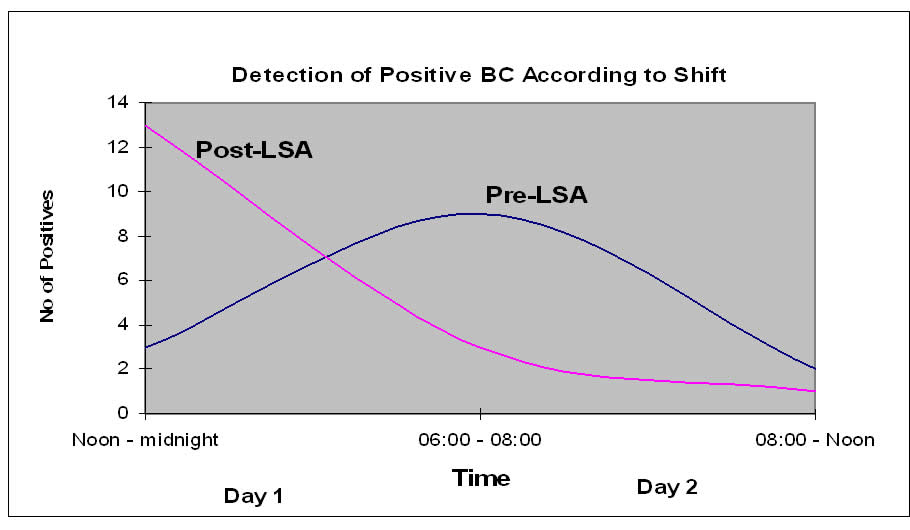 Detection of Positive BC According to Shift
14
12
10
8
6
4
2
0
No of Positives
Post-LSA
Pre-LSA
Noon - midnight
06:00 - 08:00
08:00 - Noon
Time
Day 1
Day 2